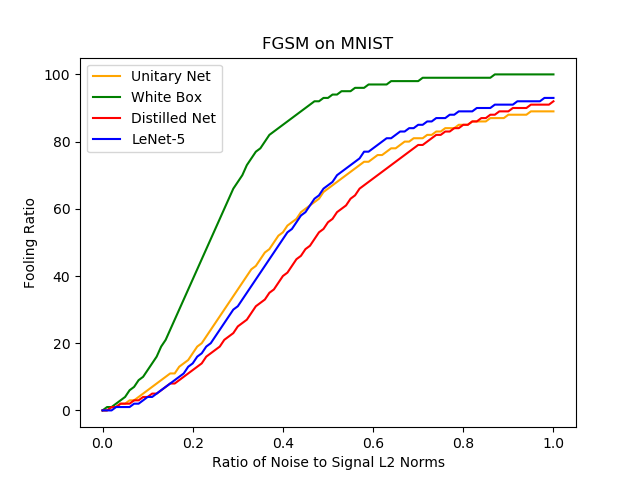 FGSM on MNIST
Unitary Net
White Box
Distilled Net
LeNet-5
Fooling Ratio
100
80
60
40
20
0
0.0 0.2 0.4 0.6 0.8 1.0
Ratio of Noise to Signal L2 Norms